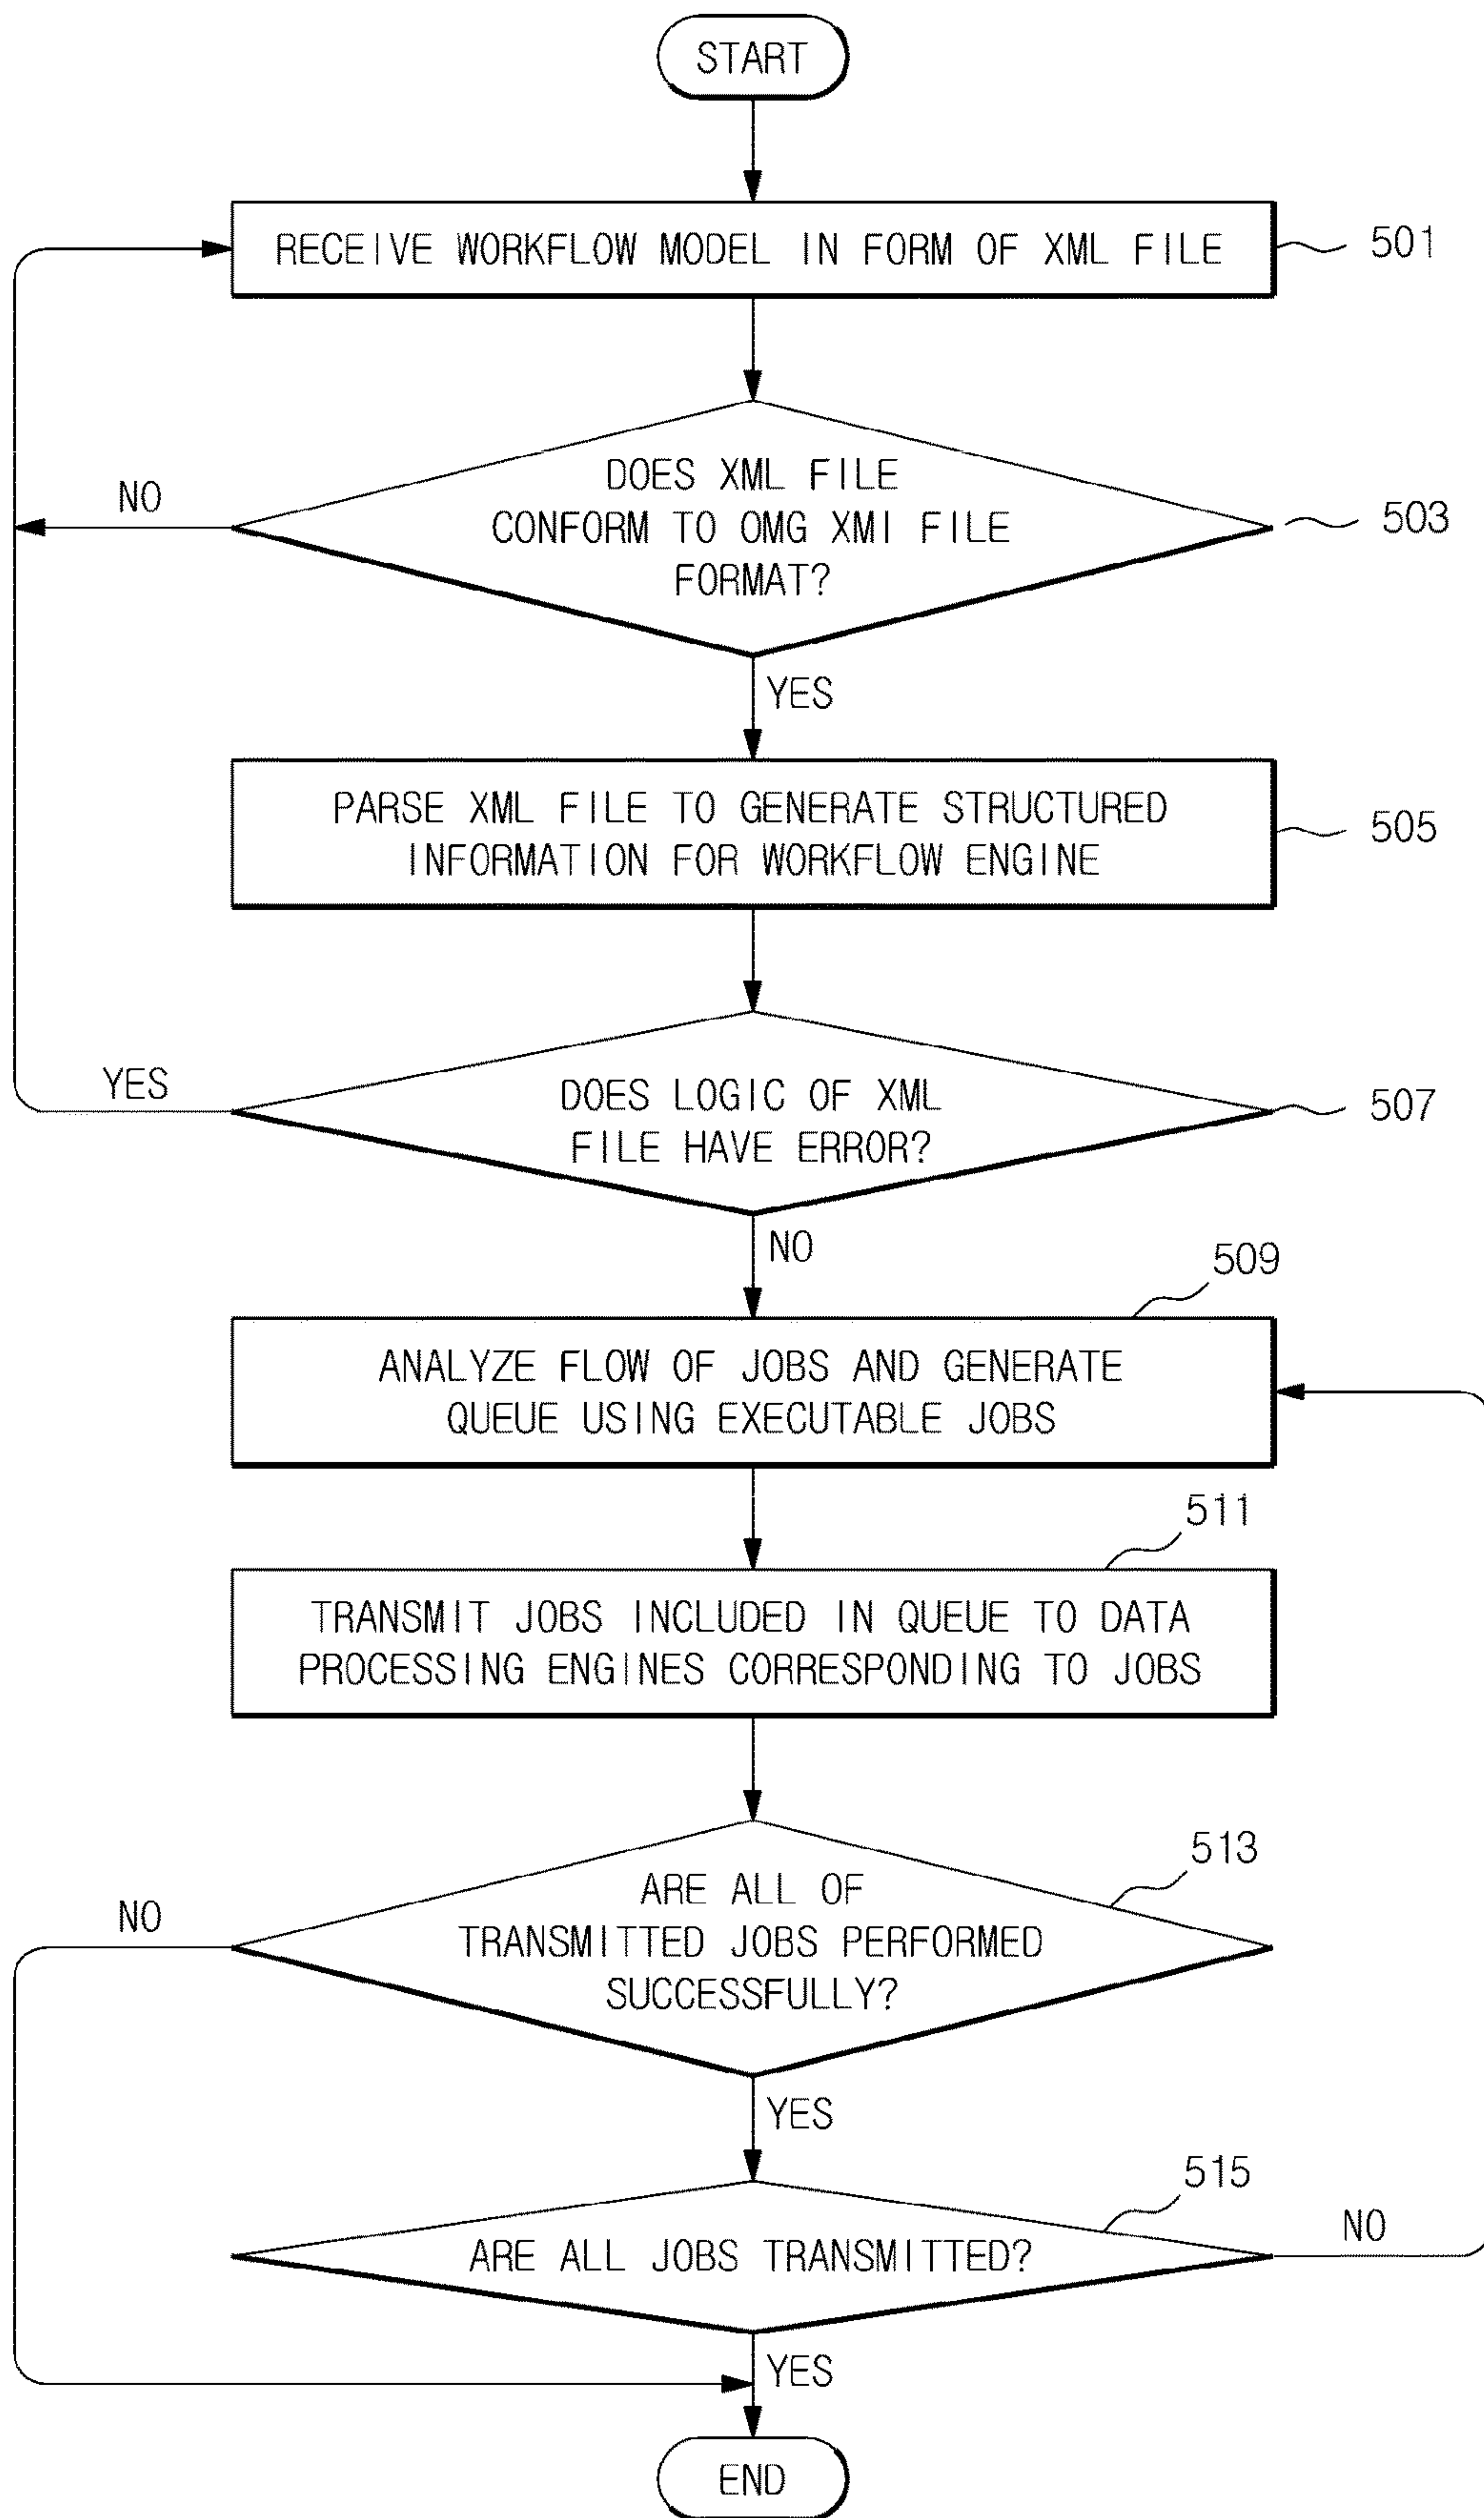 START
RECEIVE WORKFLOW MODEL IN FORM OF XML FILE
501
DOES XML FILE
CONFORM TO OMG XMI FILE
FORMAT?
503
NO
YES
PARSE XML FILE TO GENERATE STRUCTURED
INFORMATION FOR WORKFLOW ENGINE
505
DOES LOGIC OF XML
FILE HAVE ERROR?
507
YES
NO
509
ANALYZE FLOW OF JOBS AND GENERATE
QUEUE USING EXECUTABLE JOBS
511
TRANSMIT JOBS INCLUDED IN QUEUE TO DATA
PROCESSING ENGINES CORRESPONDING TO JOBS
513
ARE ALL OF
TRANSMITTED JOBS PERFORMED
SUCCESSFULLY?
NO
YES
515
ARE ALL JOBS TRANSMITTED?
NO
YES
END